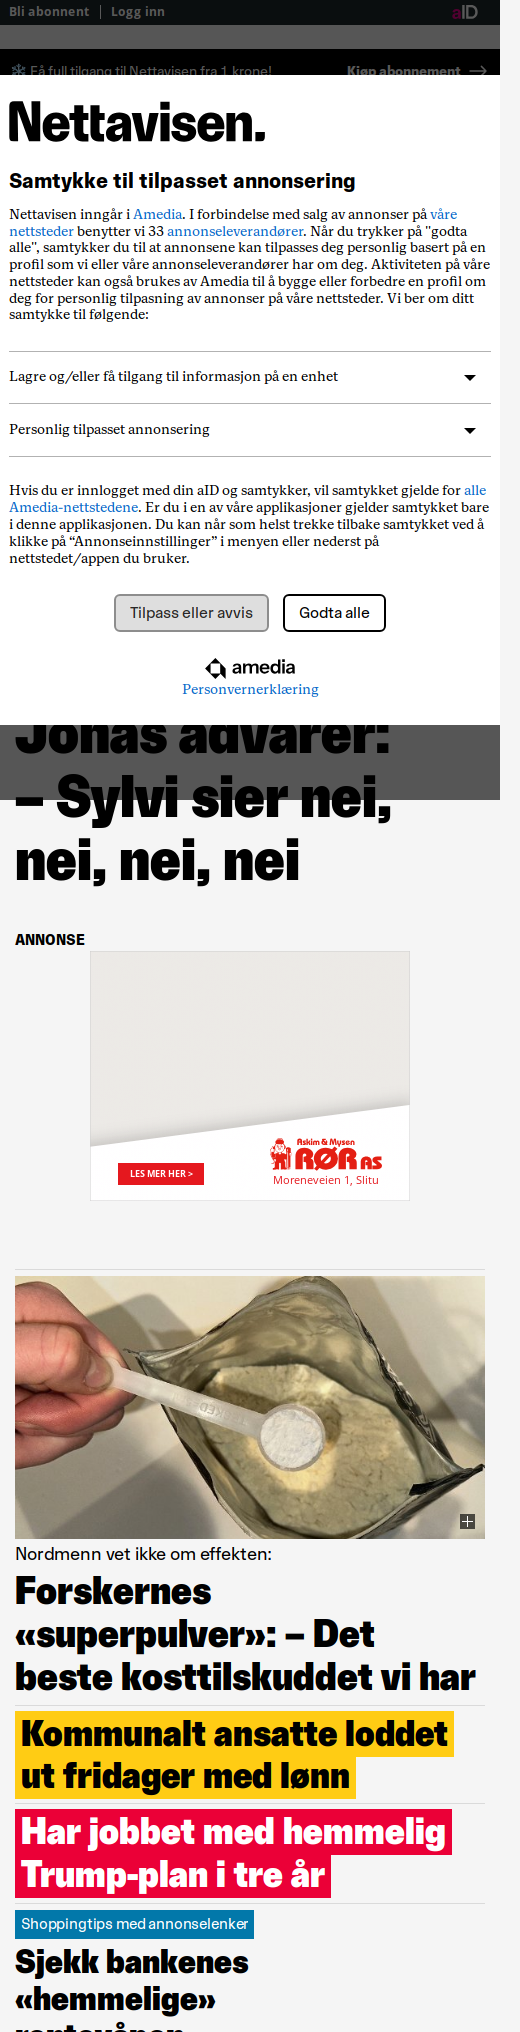 Bli abonnent | Logg inn
aID
Få full tilgang til Nettavisen fra 1 krone!
Kjøp abonnement
Nettavisen.
Samtykke til tilpasset annonsering
Nettavisen inngår i Amedia. I forbindelse med salg av annonser på våre
nettsteder benytter vi 33 annonseleverandører. Når du trykker på "godta
alle", samtykker du til at annonsene kan tilpasses deg personlig basert på en
profil som vi eller våre annonseleverandører har om deg. Aktiviteten på våre
nettsteder kan også brukes av Amedia til å bygge eller forbedre en profil om
deg for personlig tilpasning av annonser på våre nettsteder. Vi ber om ditt
samtykke til følgende:
Lagre og/eller få tilgang til informasjon på en enhet
Personlig tilpasset annonsering
Hvis du er innlogget med din aID og samtykker, vil samtykket gjelde for alle
Amedia-nettstedene. Er du i en av våre applikasjoner gjelder samtykket bare
i denne applikasjonen. Du kan når som helst trekke tilbake samtykket ved å
klikke på “Annonseinnstillinger” i menyen eller nederst på
nettstedet/appen du bruker.
Tilpass eller avvis
Godta alle
amedia
Personvernerklæring
Jonas advarer:
– Sylvi sier nei,
nei, nei, nei
ANNONSE
Askim & Mysen
RØR AS
LES MER HER >
Moreneveien 1, Slitu
Nordmenn vet ikke om effekten:
Forskernes
«superpulver»: – Det
beste kosttilskuddet vi har
Kommunalt ansatte loddet
ut fridager med lønn
Har jobbet med hemmelig
Trump-plan i tre år
Shoppingtips med annonselenker
Sjekk bankenes
«hemmelige»